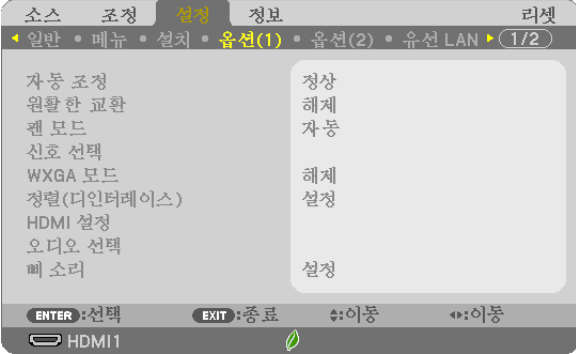 소스 조정 설정 정보 리셋
일반 • 메뉴 • 설치 • 옵션(1) • 옵션(2) • 유선 LAN 1/2
자동 조정 정상
원활한 교환 해제
팬 모드 자동
신호 선택
WXGA 모드 해제
정렬(디인터레이스) 설정
HDMI 설정
오디오 선택
삐 소리 설정
ENTER :선택 EXIT :종료 :이동 :이동
HDMI1